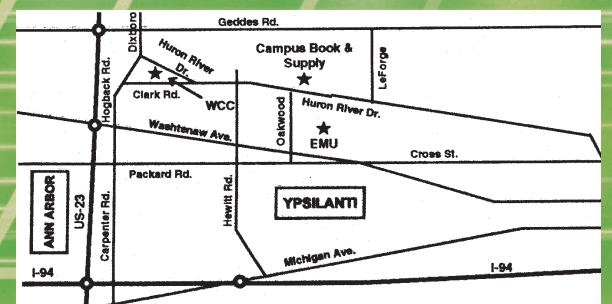 Geddes Rd.
Dixboro
Huron River
Dr.
Campus Book &
Supply
LeForge
Hogback Rd.
Clark Rd.
WCC
Huron River Dr.
Oakwood
Washtenaw Ave.
EMU
Cross St.
Packard Rd.
ANN ARBOR
US-23
Carpenter Rd.
Hewitt Rd.
YPSILANTI
Michigan Ave.
I-94
I-94